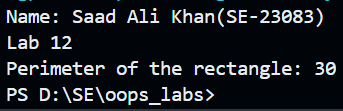 Name: Saad Ali Khan(SE-23083)
Lab 12
Perimeter of the rectangle: 30
PS D:\SE\oops_labs>